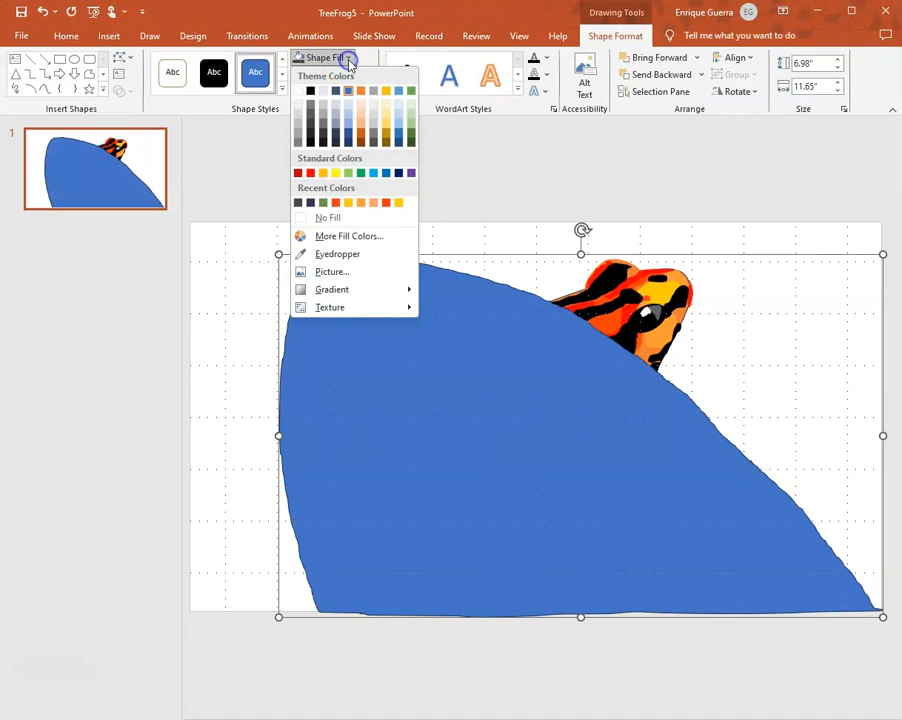 TreeFrog5 - PowerPoint
Drawing Tools
Enrique Guerra
EG
File
Home
Insert
Draw
Design
Transitions
Animations
Slide Show
Record
Review
View
Help
Shape Format
Tell me what you want to do
Abc
Abc
Abc
Shape Fill
A
A
Alt
Text
Bring Forward
Send Backward
Selection Pane
Align
Rotate
6.98"
11.65"
Insert Shapes
Shape Styles
WordArt Styles
Accessibility
Arrange
Size
Theme Colors
Standard Colors
Recent Colors
No Fill
More Fill Colors...
Eyedropper
Picture...
Gradient
Texture
1